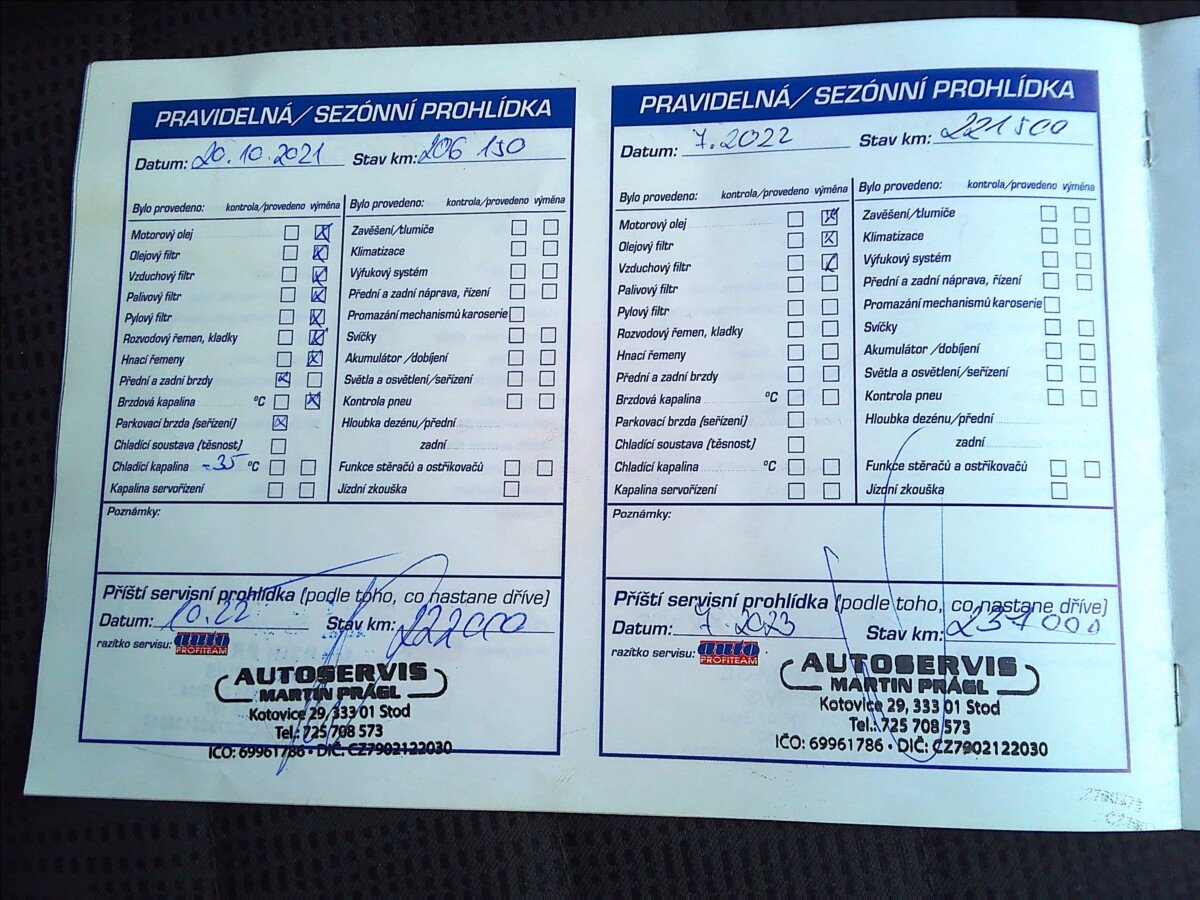 PRAVIDELNÁ/SEZÓNNÍ PROHLÍDKA
Datum: 20.10.2021 Stav km: 206 150
Bylo provedeno: kontrola/provedeno výměna
Motorový olej
Olejový filtr
Vzduchový filtr
Palivový filtr
Pylový filtr
Rozvodový řemen, kladky
Hnací řemeny
Přední a zadní brzdy
Brzdová kapalina °C
Parkovací brzda (seřízení)
Chladící soustava (těsnost)
Chladící kapalina -35 °C
Kapalina servořízení
Bylo provedeno: kontrola/provedeno výměna
Zavěšení/tlumiče
Klimatizace
Výfukový systém
Přední a zadní náprava, řízení
Promazání mechanismů karoserie
Svíčky
Akumulátor /dobíjení
Světla a osvětlení/seřízení
Kontrola pneu
Hloubka dezénu/přední
zadní
Funkce stěračů a ostřikovačů
Jízdní zkouška
Poznámky:
Příští servisní prohlídka (podle toho, co nastane dříve)
Datum: 10.22 Stav km: 222000
razítko servisu: auto PROFITEAM
AUTOSERVIS
MARTIN PRÁGL
Kotovice 29, 333 01 Stod
Tel.: 725 708 573
IČO: 69961786 • DIČ: CZ7902122030
PRAVIDELNÁ/SEZÓNNÍ PROHLÍDKA
Datum: 7.2022 Stav km: 221500
Bylo provedeno: kontrola/provedeno výměna
Motorový olej
Olejový filtr
Vzduchový filtr
Palivový filtr
Pylový filtr
Rozvodový řemen, kladky
Hnací řemeny
Přední a zadní brzdy
Brzdová kapalina °C
Parkovací brzda (seřízení)
Chladící soustava (těsnost)
Chladící kapalina °C
Kapalina servořízení
Bylo provedeno: kontrola/provedeno výměna
Zavěšení/tlumiče
Klimatizace
Výfukový systém
Přední a zadní náprava, řízení
Promazání mechanismů karoserie
Svíčky
Akumulátor /dobíjení
Světla a osvětlení/seřízení
Kontrola pneu
Hloubka dezénu/přední
zadní
Funkce stěračů a ostřikovačů
Jízdní zkouška
Poznámky:
Příští servisní prohlídka (podle toho, co nastane dříve)
Datum: 7.2023 Stav km: 237000
razítko servisu: auto PROFITEAM
AUTOSERVIS
MARTIN PRÁGL
Kotovice 29, 333 01 Stod
Tel.: 725 708 573
IČO: 69961786 • DIČ: CZ7902122030